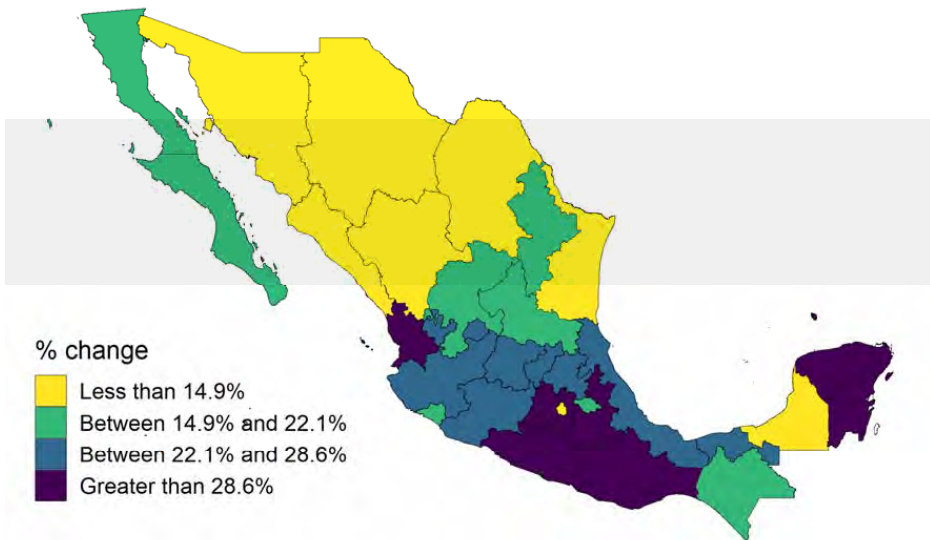 % change
Less than 14.9%
Between 14.9% and 22.1%
Between 22.1% and 28.6%
Greater than 28.6%